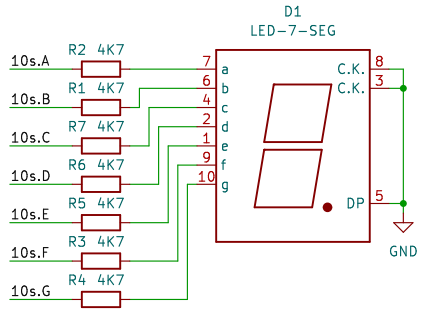 D1
LED-7-SEG
R2 4K7
10s.A
7
a
C.K.
8
R1 4K7
10s.B
6
b
C.K.
3
R7 4K7
10s.C
4
c
R6 4K7
10s.D
2
d
R5 4K7
10s.E
1
e
R3 4K7
10s.F
9
f
R4 4K7
10s.G
10
g
DP
5
GND